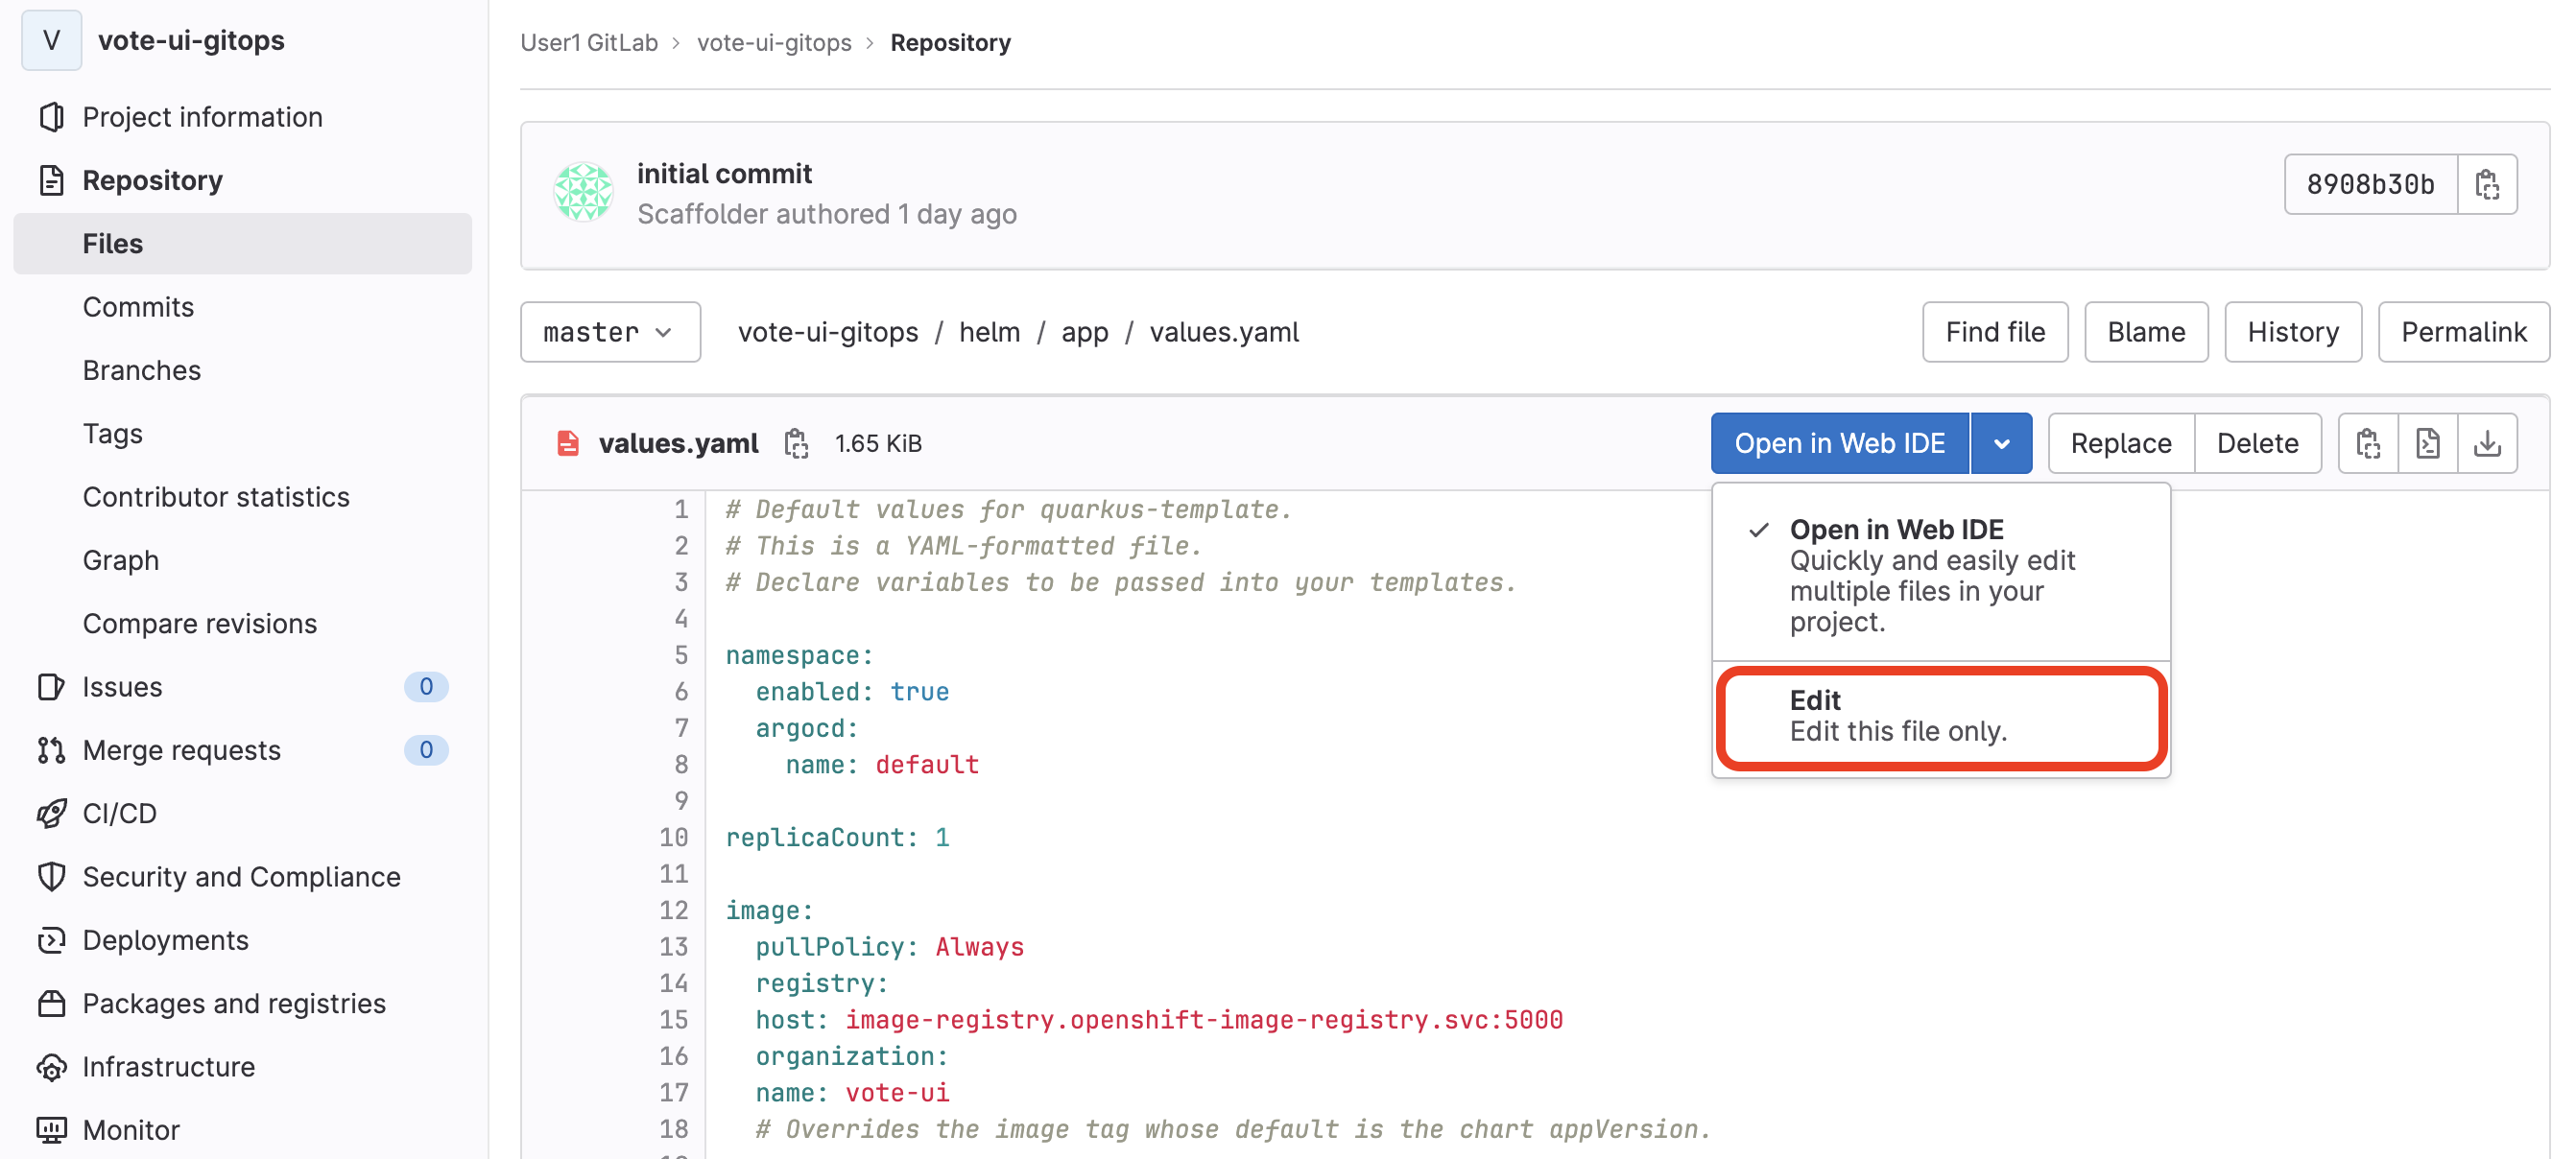 V vote-ui-gitops
Project information
Repository
Files
Commits
Branches
Tags
Contributor statistics
Graph
Compare revisions
Issues 0
Merge requests 0
CI/CD
Security and Compliance
Deployments
Packages and registries
Infrastructure
Monitor
User1 GitLab › vote-ui-gitops › Repository
initial commit
Scaffolder authored 1 day ago
8908b30b
master
vote-ui-gitops / helm / app / values.yaml
Find file
Blame
History
Permalink
values.yaml 1.65 KiB
Open in Web IDE
Replace
Delete
Open in Web IDE
Quickly and easily edit
multiple files in your
project.
Edit
Edit this file only.
1 # Default values for quarkus-template.
2 # This is a YAML-formatted file.
3 # Declare variables to be passed into your templates.
4
5 namespace:
6   enabled: true
7   argocd:
8     name: default
9
10 replicaCount: 1
11
12 image:
13   pullPolicy: Always
14   registry:
15   host: image-registry.openshift-image-registry.svc:5000
16   organization:
17   name: vote-ui
18   # Overrides the image tag whose default is the chart appVersion.